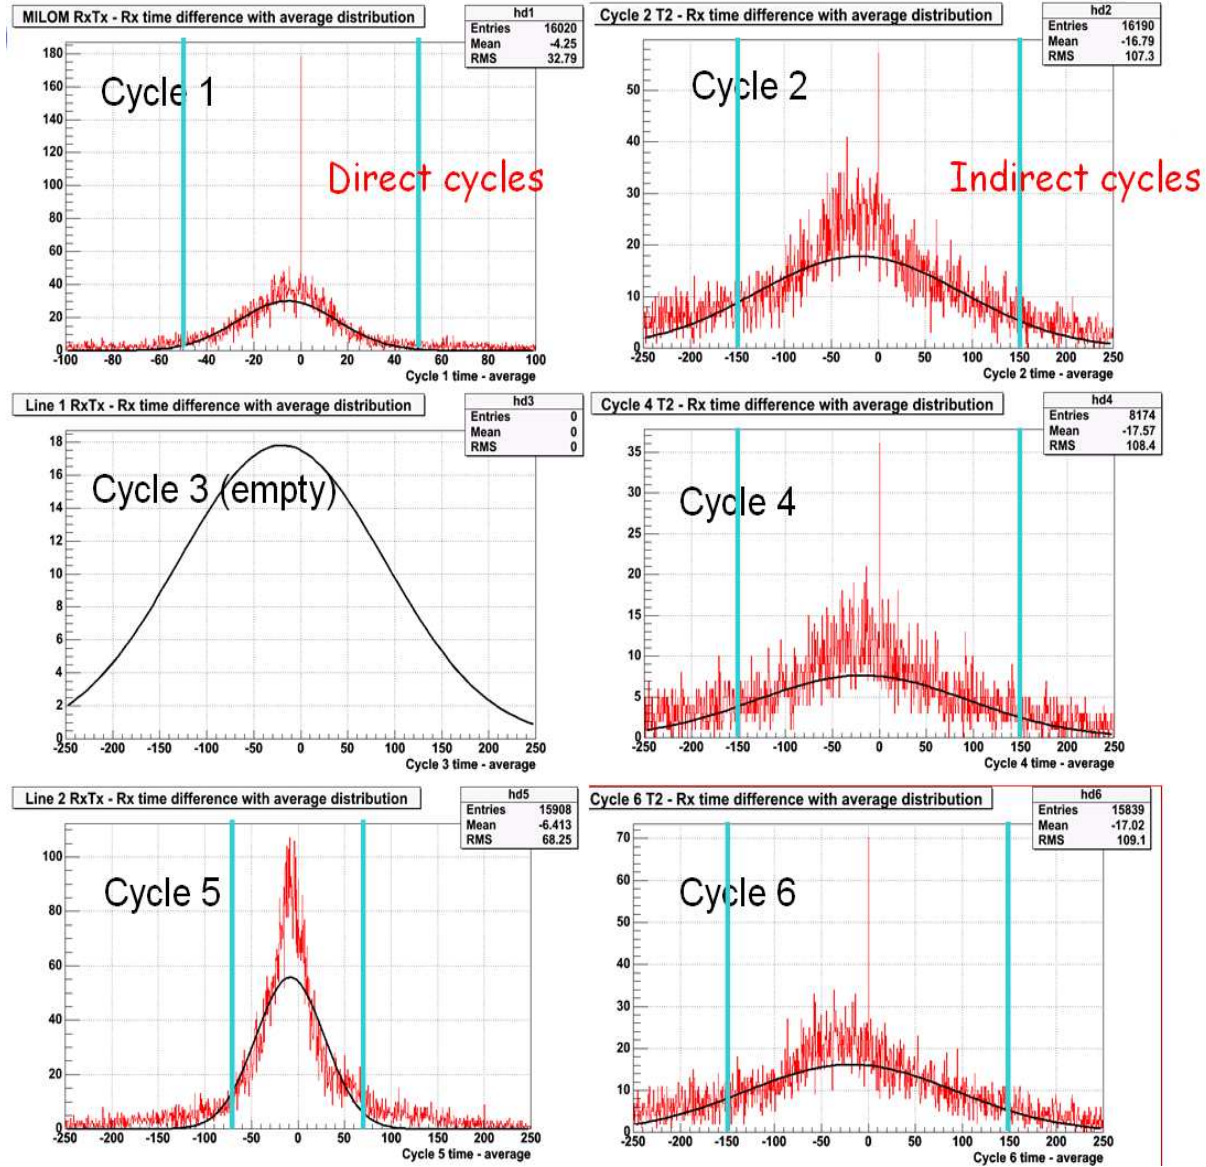 MILOM RxTx - Rx time difference with average distribution
hd1
Entries 16020
Mean -4.25
RMS 32.79
180
160
140
120
100
80
60
40
20
0
Cycle 1
Direct cycles
-100 -80 -60 -40 -20 0 20 40 60 80 100
Cycle 1 time - average
Cycle 2 T2 - Rx time difference with average distribution
hd2
Entries 16190
Mean -16.79
RMS 107.3
50
40
30
20
10
0
Cycle 2
Indirect cycles
-250 -200 -150 -100 -50 0 50 100 150 200 250
Cycle 2 time - average
Line 1 RxTx - Rx time difference with average distribution
hd3
Entries 0
Mean 0
RMS 0
18
16
14
12
10
8
6
4
2
0
Cycle 3 (empty)
-250 -200 -150 -100 -50 0 50 100 150 200 250
Cycle 3 time - average
Cycle 4 T2 - Rx time difference with average distribution
hd4
Entries 8174
Mean -17.57
RMS 108.4
35
30
25
20
15
10
5
0
Cycle 4
-250 -200 -150 -100 -50 0 50 100 150 200 250
Cycle 4 time - average
Line 2 RxTx - Rx time difference with average distribution
hd5
Entries 15908
Mean -6.413
RMS 68.25
100
80
60
40
20
0
Cycle 5
-250 -200 -150 -100 -50 0 50 100 150 200 250
Cycle 5 time - average
Cycle 6 T2 - Rx time difference with average distribution
hd6
Entries 15839
Mean -17.02
RMS 109.1
70
60
50
40
30
20
10
0
Cycle 6
-250 -200 -150 -100 -50 0 50 100 150 200 250
Cycle 6 time - average